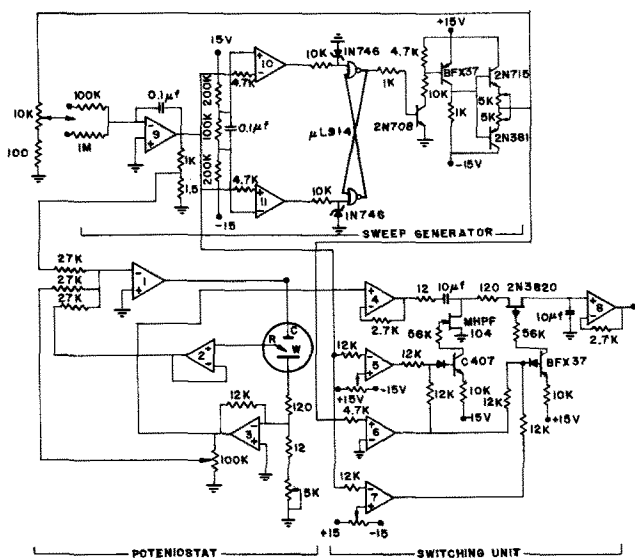 +15V
15V
10K
1N746
4.7K
BFX37
2N715
100K
0.1μf
10
4.7K
200K
μL914
1K
10K
5K
10K
9
100K
0.1μf
2N708
1K
5K
2N381
1M
100
1K
200K
4.7K
10K
-15V
1.5
11
1N746
-15
SWEEP GENERATOR
27K
27K
27K
1
10μf
12
120
2N3820
4
8
C
R
W
2.7K
MHPF
104
10μf
2.7K
56K
56K
2
12K
5
12K
C407
BFX37
-15V
+15V
12K
10K
12K
10K
120
4.7K
15V
+15V
12K
3
12
6
12K
100K
5K
12K
7
+15
-15
POTENIOSTAT
SWITCHING UNIT